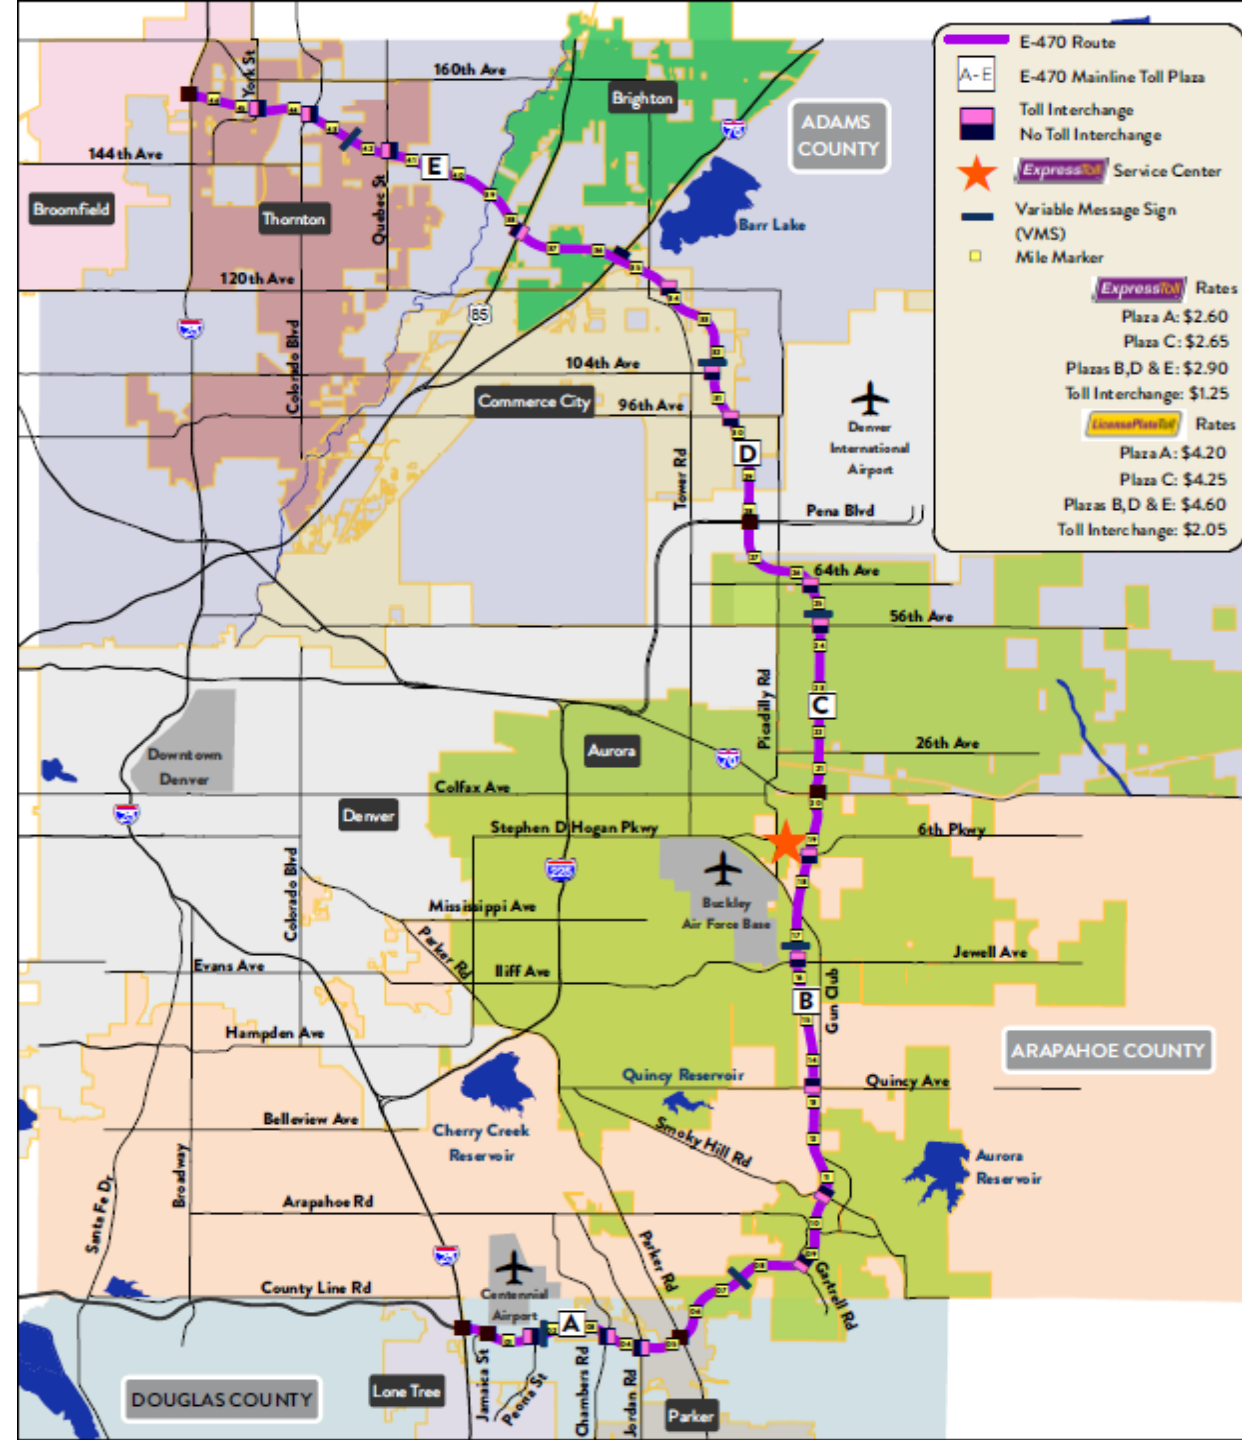 E-470 Route
A-E
E-470 Mainline Toll Plaza
Toll Interchange
No Toll Interchange
ExpressToll Service Center
Variable Message Sign
(VMS)
Mile Marker
ExpressToll Rates
Plaza A: $2.60
Plaza C: $2.65
Plazas B,D & E: $2.90
Toll Interchange: $1.25
LicensePlateToll Rates
Plaza A: $4.20
Plaza C: $4.25
Plazas B,D & E: $4.60
Toll Interchange: $2.05
York St
160th Ave
Brighton
ADAMS
COUNTY
76
144th Ave
E
Broomfield
Thornton
Quebec St
Barr Lake
120th Ave
25
85
Colorado Blvd
104th Ave
Commerce City
96th Ave
Denver
International
Airport
D
Tower Rd
Pena Blvd
64th Ave
56th Ave
Picadilly Rd
C
Aurora
26th Ave
70
Downtown
Denver
Colfax Ave
25
Denver
Stephen D Hogan Pkwy
6th Pkwy
225
Colorado Blvd
Buckley
Air Force Base
Mississippi Ave
Parker Rd
Jewell Ave
Evans Ave
Iliff Ave
B
Gun Club
Hampden Ave
ARAPAHOE COUNTY
Quincy Reservoir
Quincy Ave
Belleview Ave
Cherry Creek
Reservoir
Smoky Hill Rd
Aurora
Reservoir
Santa Fe Dr
Broadway
Arapahoe Rd
Parker Rd
25
County Line Rd
Centennial
Airport
Gartrell Rd
A
Jamaica St
Peoria St
Chambers Rd
Jordan Rd
DOUGLAS COUNTY
Lone Tree
Parker